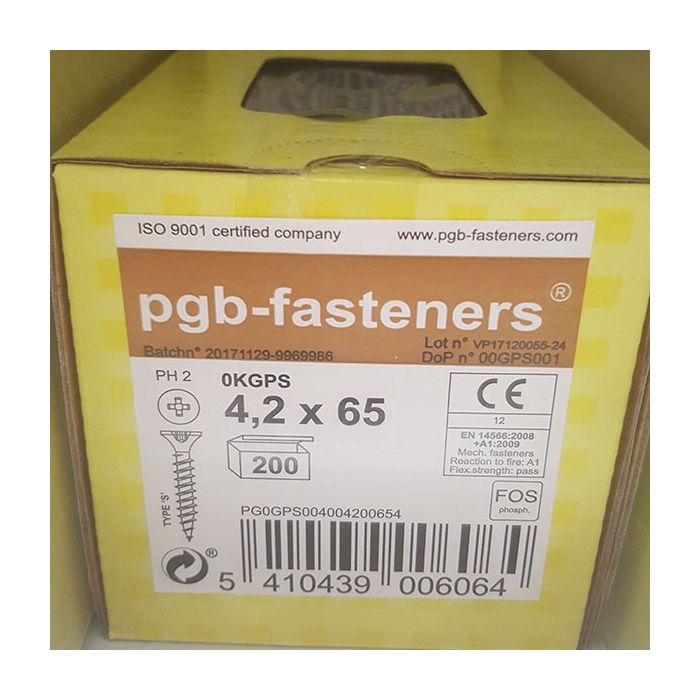 ISO 9001 certified company www.pgb-fasteners.com
pgb-fasteners®
Batchn° 20171129-9969986
Lot n° VP17120055-24
DoP n° 00GPS001
PH 2
0KGPS
4,2 x 65
200
TYPE 'S'
CE
12
EN 14566:2008
+A1:2009
Mech. fasteners
Reaction to fire: A1
Flex.strength: pass
FOS
phosph.
PG0GPS004004200654
®
5 410439 006064